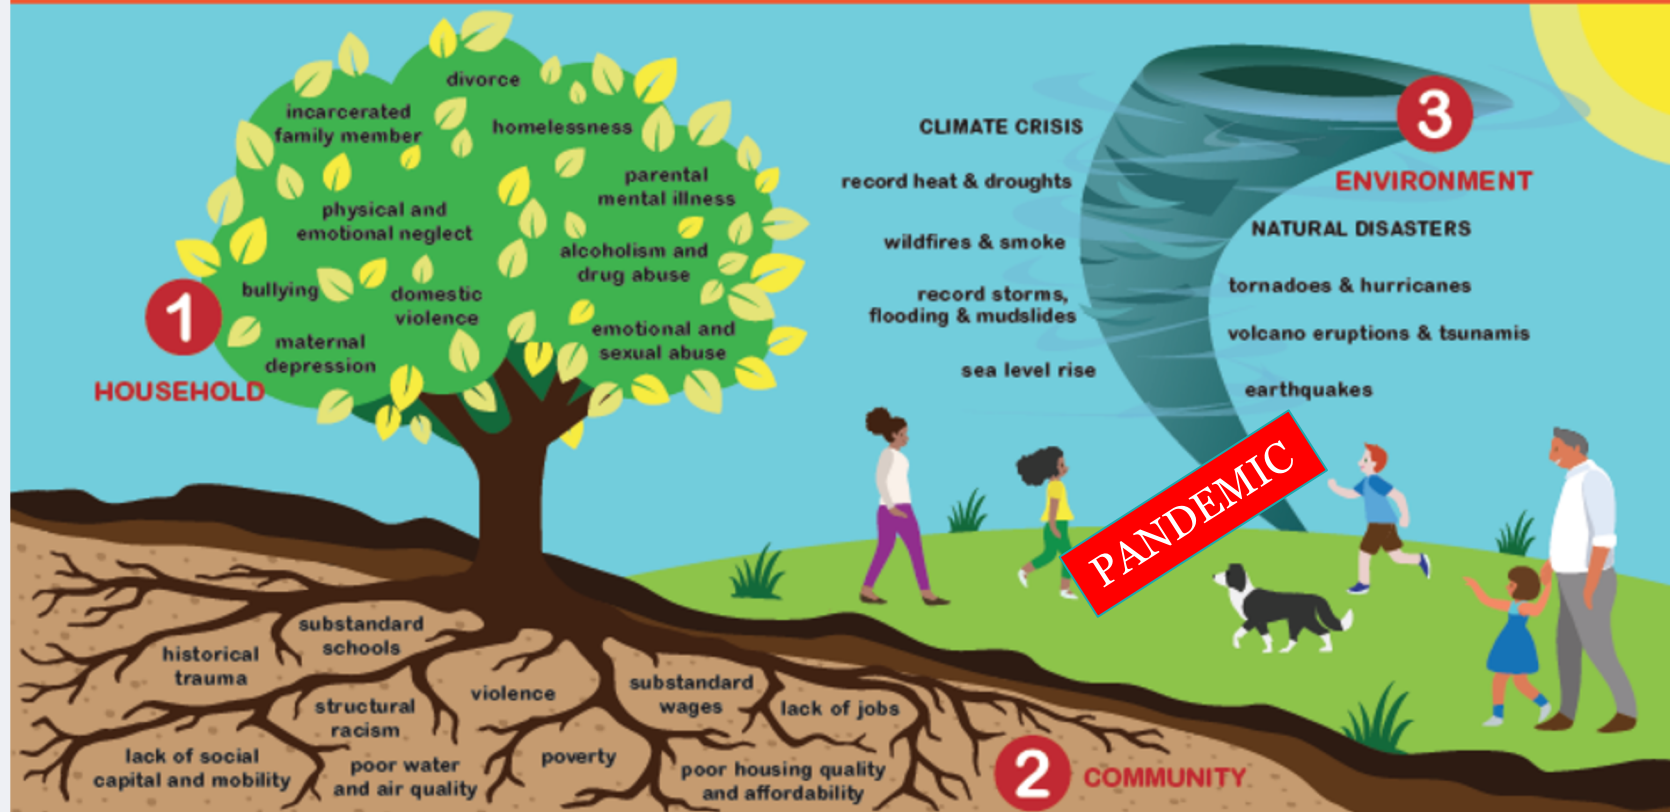 divorce
incarcerated
family member
homelessness
parental
mental illness
physical and
emotional neglect
alcoholism and
drug abuse
bullying
domestic
violence
maternal
depression
emotional and
sexual abuse
1
HOUSEHOLD
CLIMATE CRISIS
record heat & droughts
wildfires & smoke
record storms,
flooding & mudslides
sea level rise
3
ENVIRONMENT
NATURAL DISASTERS
tornadoes & hurricanes
volcano eruptions & tsunamis
earthquakes
PANDEMIC
substandard
schools
historical
trauma
structural
racism
violence
substandard
wages
lack of jobs
lack of social
capital and mobility
poor water
and air quality
poverty
poor housing quality
and affordability
2
COMMUNITY